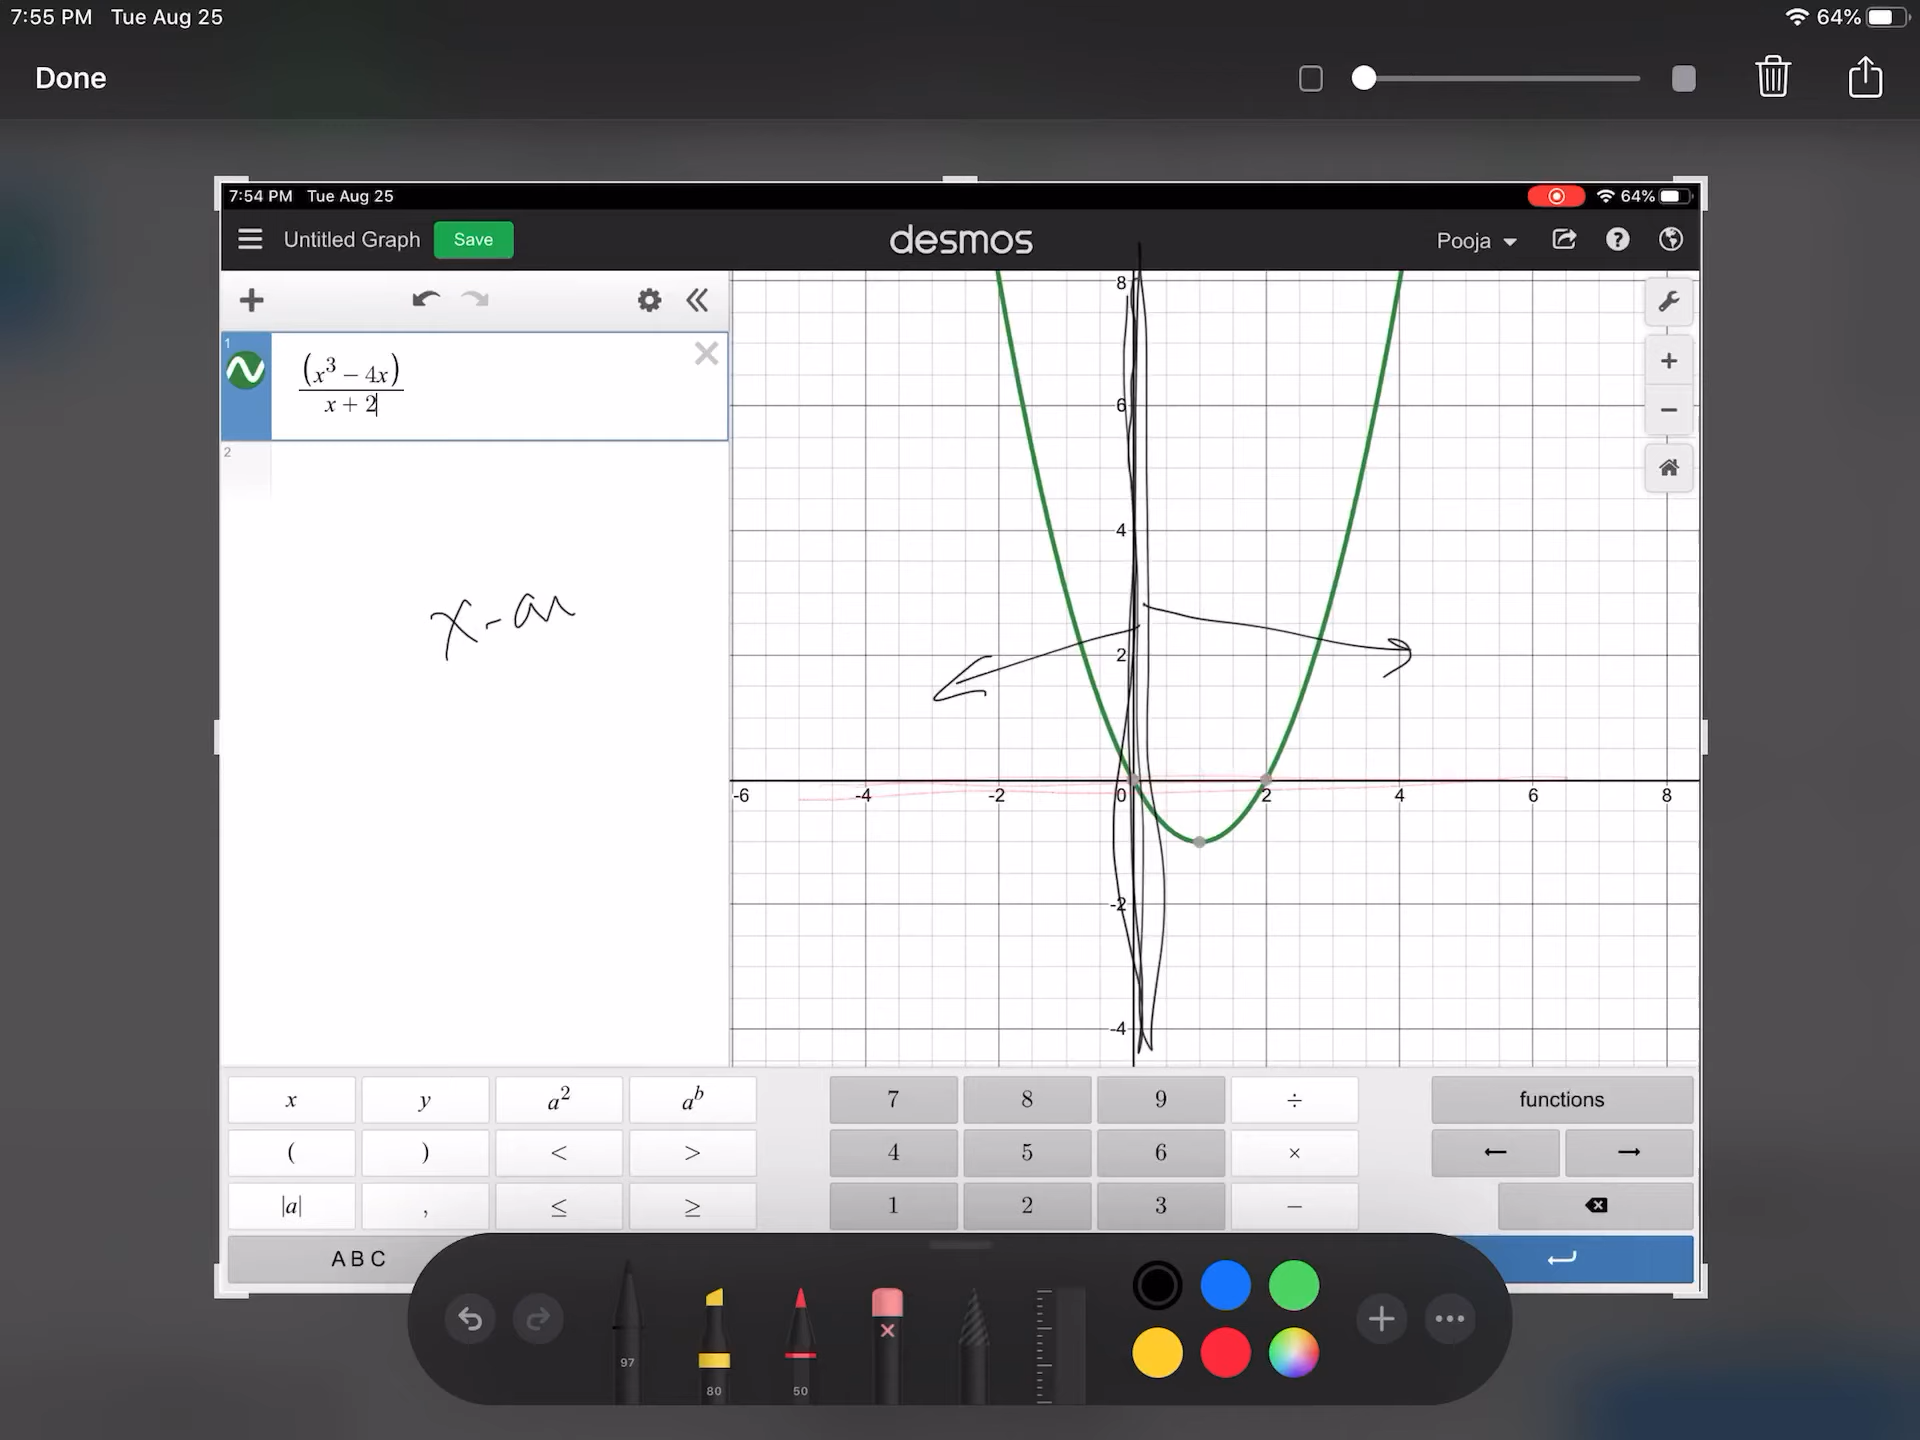 7:55 PM Tue Aug 25 64%
Done
7:54 PM Tue Aug 25 64%
Untitled Graph Save desmos Pooja
1
(x³ − 4x)
x + 2
2
x-ax
8
6
4
2
-6 -4 -2 0 2 4 6 8
-2
-4
x y a² aᵇ 7 8 9 ÷ functions
( ) < > 4 5 6 × ← →
|a| , ≤ ≥ 1 2 3 −
A B C
97 80 50